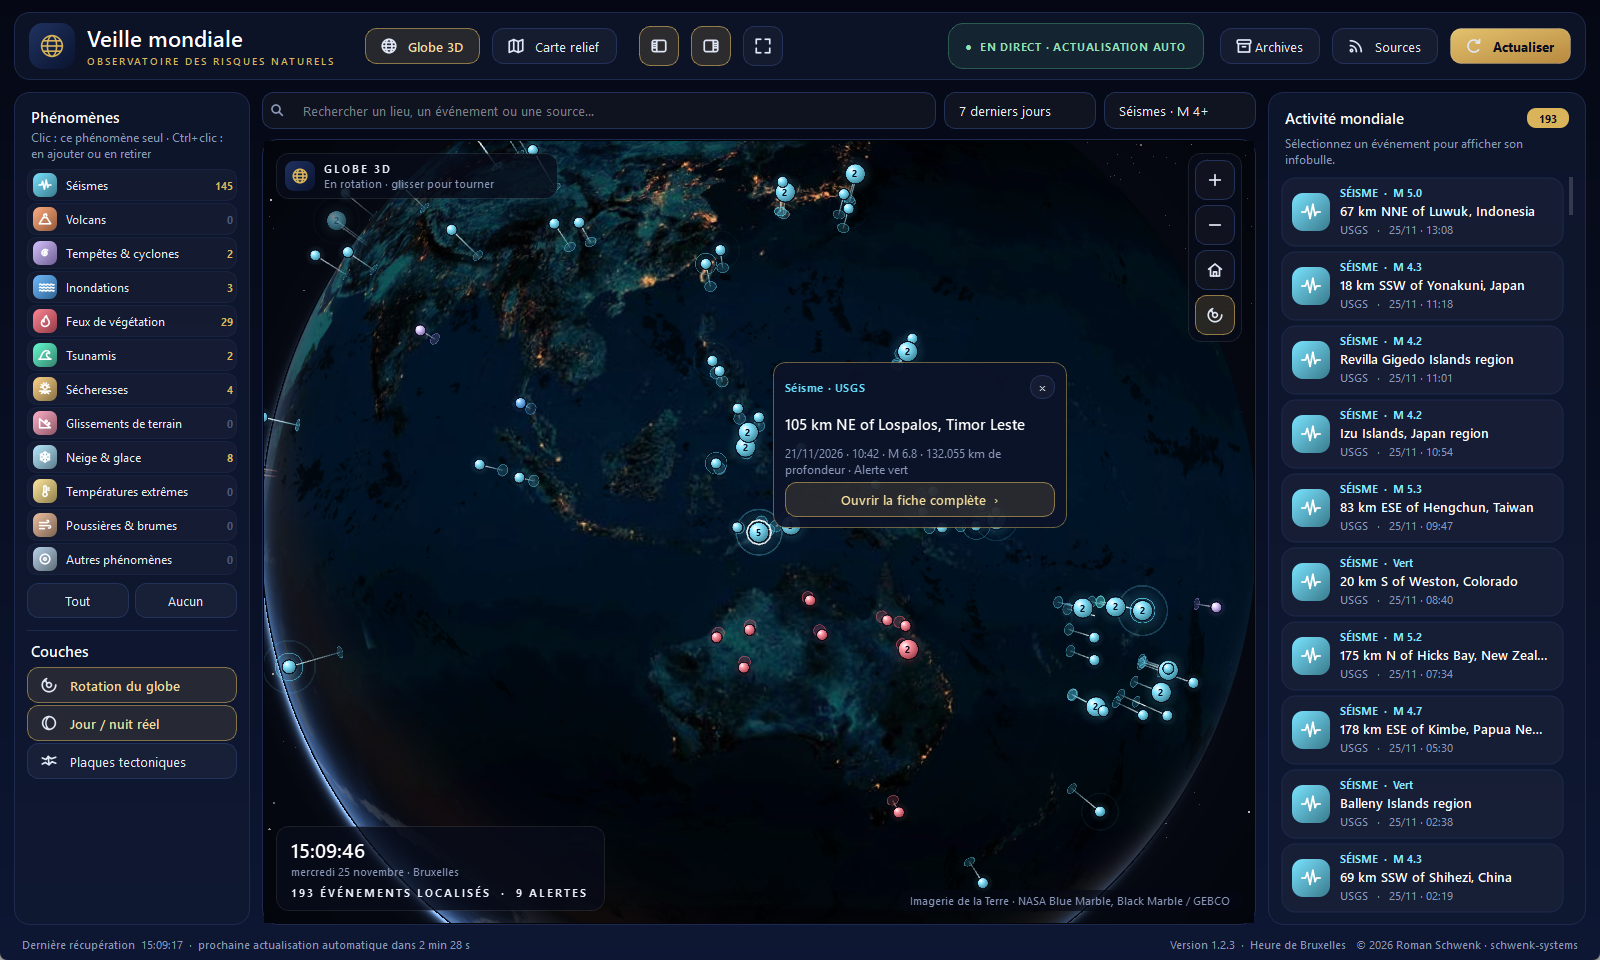 Veille mondiale
OBSERVATOIRE DES RISQUES NATURELS
Globe 3D
Carte relief
EN DIRECT · ACTUALISATION AUTO
Archives
Sources
Actualiser
Phénomènes
Clic : ce phénomène seul · Ctrl+clic :
en ajouter ou en retirer
Séismes 145
Volcans 0
Tempêtes & cyclones 2
Inondations 3
Feux de végétation 29
Tsunamis 2
Sécheresses 4
Glissements de terrain 0
Neige & glace 8
Températures extrêmes 0
Poussières & brumes 0
Autres phénomènes 0
Tout
Aucun
Couches
Rotation du globe
Jour / nuit réel
Plaques tectoniques
Rechercher un lieu, un événement ou une source...
7 derniers jours
Séismes · M 4+
GLOBE 3D
En rotation · glisser pour tourner
2
2
2
2
2
5
2
2
2
2
2
2
Séisme · USGS
×
105 km NE of Lospalos, Timor Leste
21/11/2026 · 10:42 · M 6.8 · 132.055 km de
profondeur · Alerte vert
Ouvrir la fiche complète ›
15:09:46
mercredi 25 novembre · Bruxelles
193 ÉVÉNEMENTS LOCALISÉS · 9 ALERTES
Imagerie de la Terre · NASA Blue Marble, Black Marble / GEBCO
Activité mondiale 193
Sélectionnez un événement pour afficher son
infobulle.
SÉISME · M 5.0
67 km NNE of Luwuk, Indonesia
USGS · 25/11 · 13:08
SÉISME · M 4.3
18 km SSW of Yonakuni, Japan
USGS · 25/11 · 11:18
SÉISME · M 4.2
Revilla Gigedo Islands region
USGS · 25/11 · 11:01
SÉISME · M 4.2
Izu Islands, Japan region
USGS · 25/11 · 10:54
SÉISME · M 5.3
83 km ESE of Hengchun, Taiwan
USGS · 25/11 · 09:47
SÉISME · Vert
20 km S of Weston, Colorado
USGS · 25/11 · 08:40
SÉISME · M 5.2
175 km N of Hicks Bay, New Zeal...
USGS · 25/11 · 07:34
SÉISME · M 4.7
178 km ESE of Kimbe, Papua Ne...
USGS · 25/11 · 05:30
SÉISME · Vert
Balleny Islands region
USGS · 25/11 · 02:38
SÉISME · M 4.3
69 km SSW of Shihezi, China
USGS · 25/11 · 02:19
Dernière récupération 15:09:17 · prochaine actualisation automatique dans 2 min 28 s
Version 1.2.3 · Heure de Bruxelles © 2026 Roman Schwenk · schwenk-systems